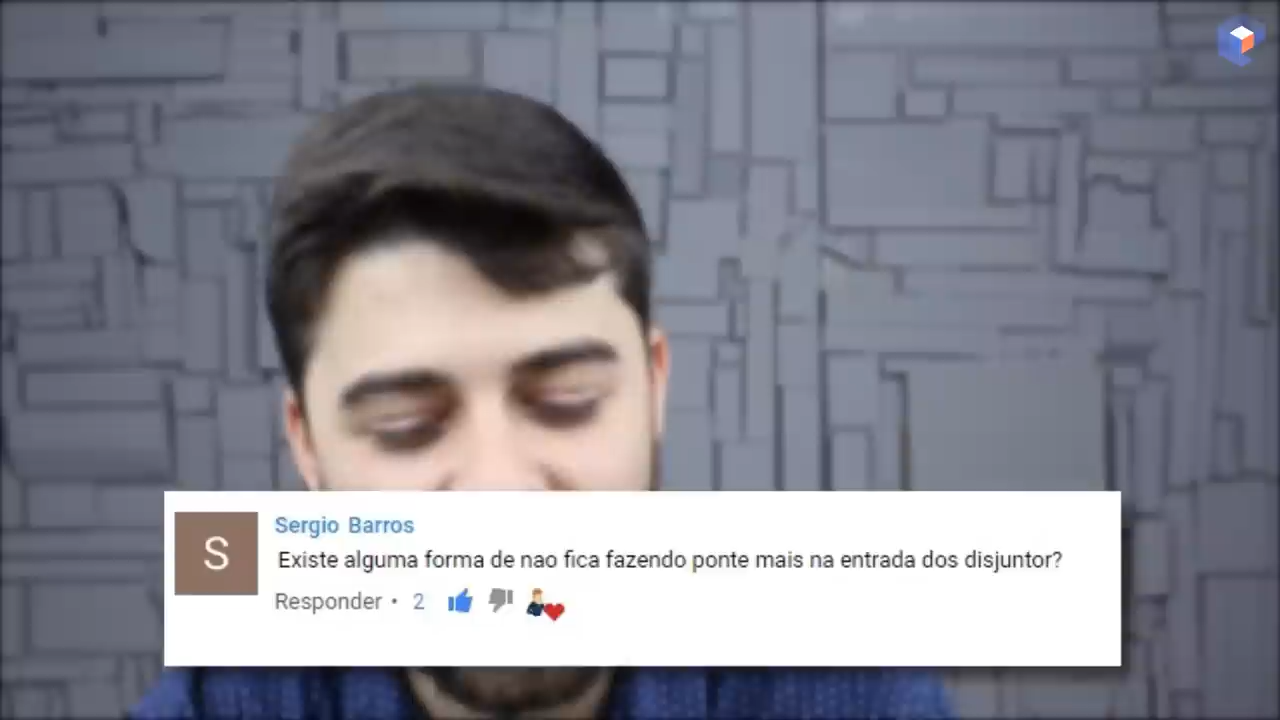 S
Sergio Barros
Existe alguma forma de nao fica fazendo ponte mais na entrada dos disjuntor?
Responder • 2